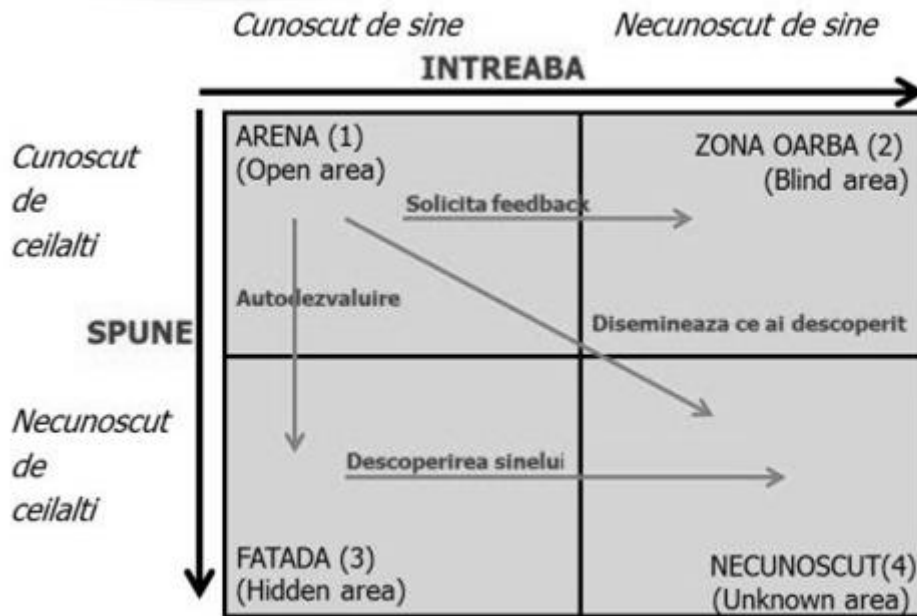 Cunoscut de sine
Necunoscut de sine
INTREABA
Cunoscut
de
ceilalti
SPUNE
Necunoscut
de
ceilalti
ARENA (1)
(Open area)
ZONA OARBA (2)
(Blind area)
Solicita feedback
Autodezvaluire
Disemineaza ce ai descoperit
Descoperirea sinelui
FATADA (3)
(Hidden area)
NECUNOSCUT(4)
(Unknown area)